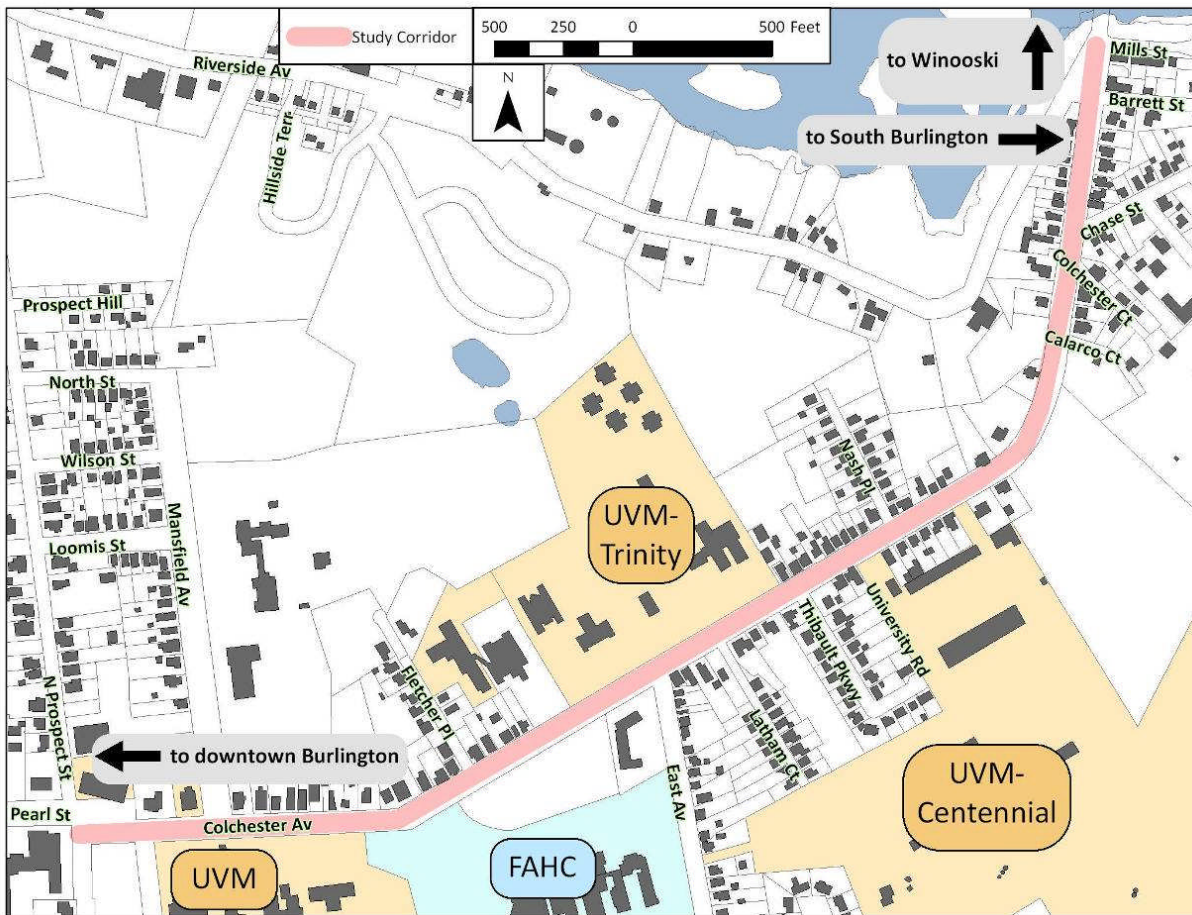 Study Corridor
500 250 0 500 Feet
N
Riverside Av
Hillside Terr
to Winooski
Mills St
Barrett St
to South Burlington
Chase St
Colchester Ct
Calarco Ct
Prospect Hill
North St
Wilson St
Loomis St
Mansfield Av
Nash Pl
UVM-
Trinity
University Rd
Thibault Pkwy
Fletcher Pl
Latham Ct
N Prospect St
to downtown Burlington
East Av
UVM-
Centennial
Pearl St
Colchester Av
UVM
FAHC